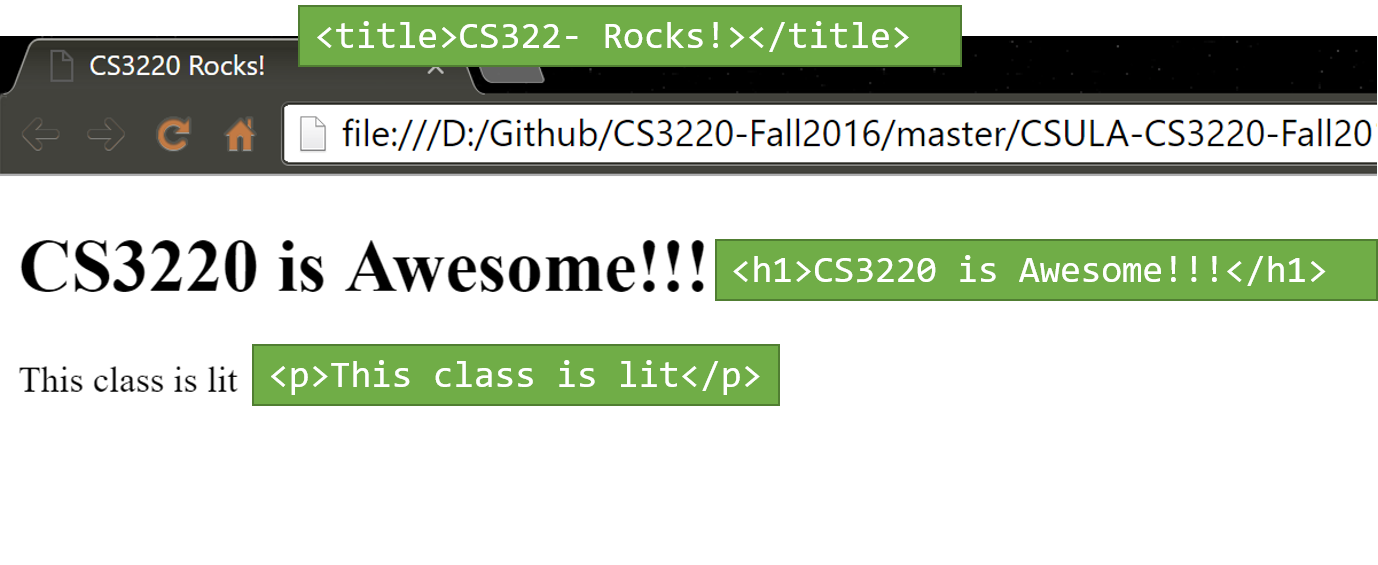 <title>CS322- Rocks!></title>
CS3220 Rocks!
file:///D:/Github/CS3220-Fall2016/master/CSULA-CS3220-Fall20
CS3220 is Awesome!!!
<h1>CS3220 is Awesome!!!</h1>
This class is lit
<p>This class is lit</p>